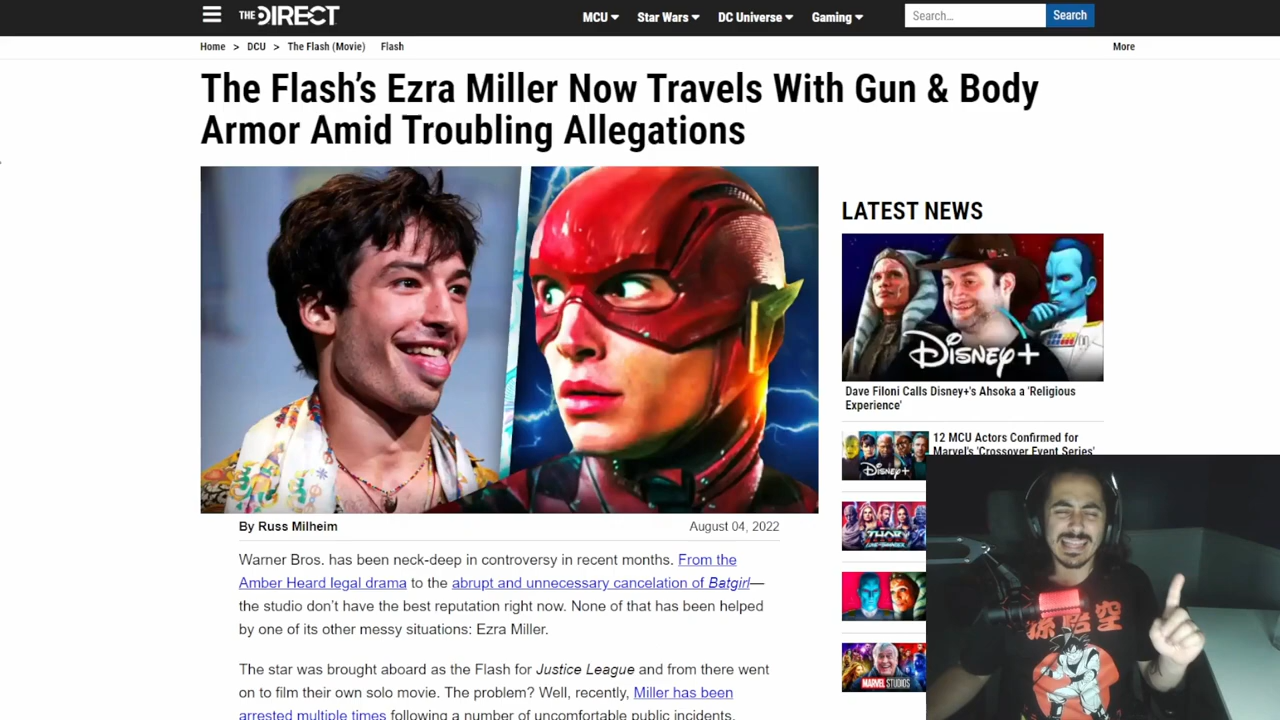 THE DIRECT
MCU
Star Wars
DC Universe
Gaming
Search...
Search
Home > DCU > The Flash (Movie) Flash
More
The Flash's Ezra Miller Now Travels With Gun & Body
Armor Amid Troubling Allegations
LATEST NEWS
Disney+
Dave Filoni Calls Disney+'s Ahsoka a 'Religious
Experience'
12 MCU Actors Confirmed for
Marvel's 'Crossover Event Series'
Disney+
THOR
MARVEL STUDIOS
By Russ Milheim
August 04, 2022
Warner Bros. has been neck-deep in controversy in recent months. From the
Amber Heard legal drama to the abrupt and unnecessary cancelation of Batgirl—
the studio don't have the best reputation right now. None of that has been helped
by one of its other messy situations: Ezra Miller.
The star was brought aboard as the Flash for Justice League and from there went
on to film their own solo movie. The problem? Well, recently, Miller has been
arrested multiple times following a number of uncomfortable public incidents.
孫悟空